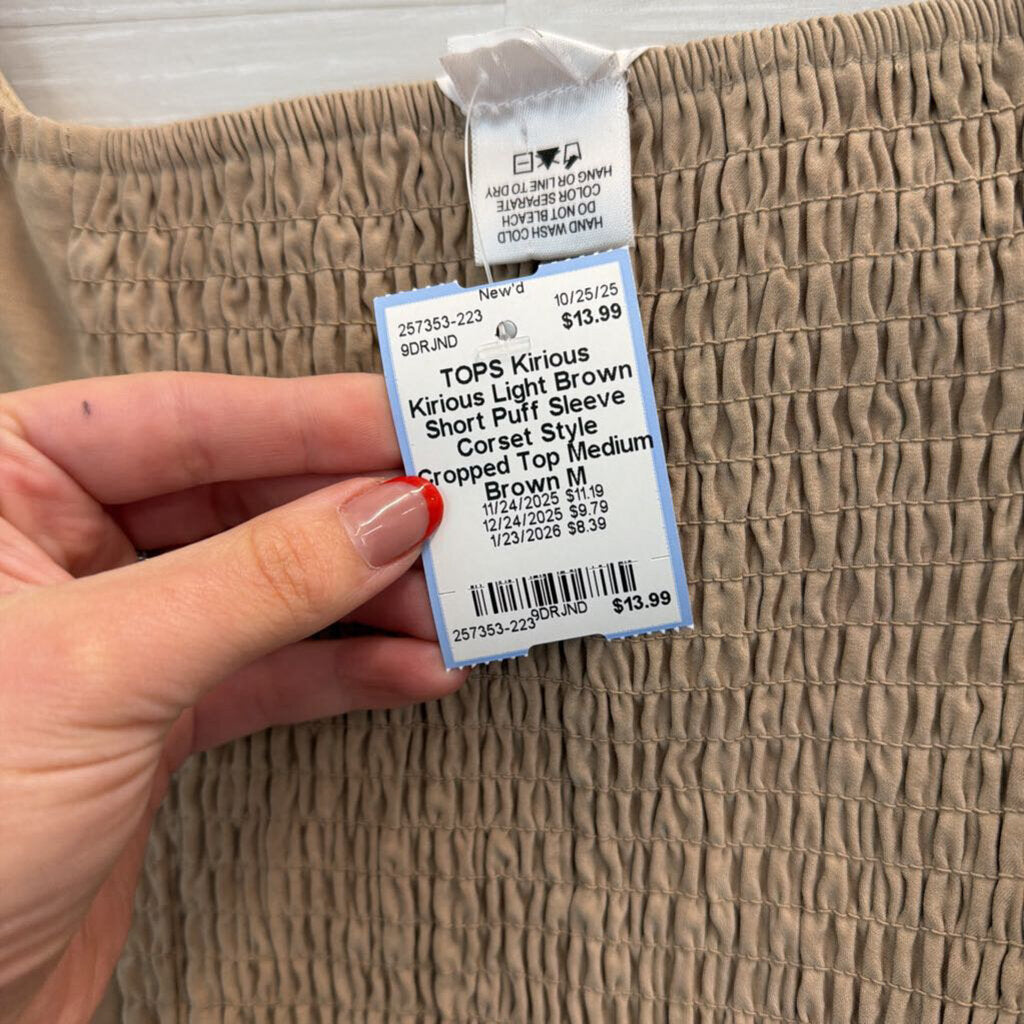 HAND WASH COLD
DO NOT BLEACH
COLOR SEPARATE
HANG OR LINE TO DRY
New'd
257353-223 10/25/25
9DRJND $13.99
TOPS Kirious
Kirious Light Brown
Short Puff Sleeve
Corset Style
Cropped Top Medium
Brown M
11/24/2025 $11.19
12/24/2025 $9.79
1/23/2026 $8.39
9DRJND $13.99
257353-223